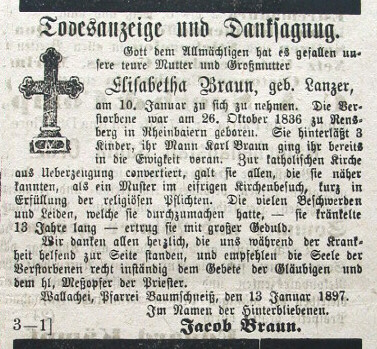 Todesanzeige und Danksagung.
Gott dem Allmächtigen hat es gefallen un-
sere teure Mutter und Großmutter
Elisabetha Braun, geb. Lanzer,
am 10. Januar zu sich zu nehmen. Die Ver-
storbene war am 26. Oktober 1836 zu Rens-
berg in Rheinbaiern geboren. Sie hinterläßt 3
Kinder, ihr Mann Karl Braun ging ihr bereits
in die Ewigkeit voran. Zur katholischen Kirche
aus Ueberzeugung convertiert, galt sie allen, die sie näher
kannten, als ein Muster im eifrigen Kirchenbesuch, kurz in
Erfüllung der religiösen Pflichten. Die vielen Beschwerden
und Leiden, welche sie durchzumachen hatte, — sie kränkelte
13 Jahre lang — ertrug sie mit großer Geduld.
Wir danken allen herzlich, die uns während der Krank-
heit helfend zur Seite standen, und empfehlen die Seele der
Verstorbenen recht inständig dem Gebete der Gläubigen und
dem hl. Meßopfer der Priester.
Wallachei, Pfarrei Baumschneiß, den 13 Januar 1897.
Im Namen der Hinterbliebenen.
3—1] Jacob Braun.